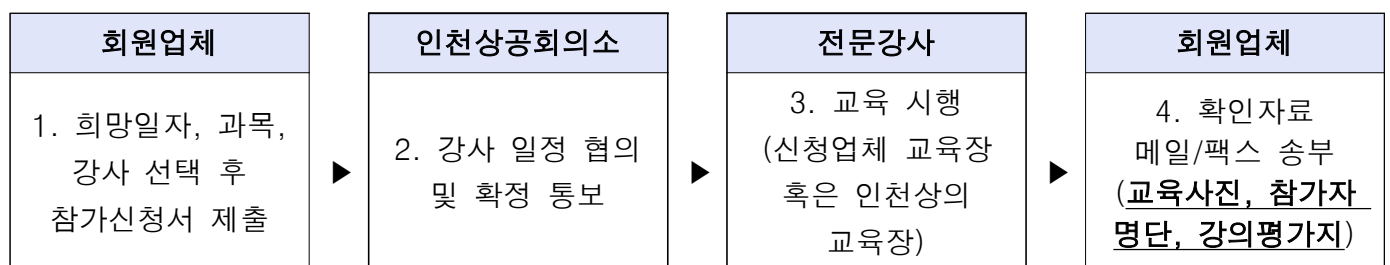 회원업체
1. 희망일자, 과목,
강사 선택 후
참가신청서 제출
▶
인천상공회의소
2. 강사 일정 협의
및 확정 통보
▶
전문강사
3. 교육 시행
(신청업체 교육장
혹은 인천상의
교육장)
▶
회원업체
4. 확인자료
메일/팩스 송부
(교육사진, 참가자
명단, 강의평가지)